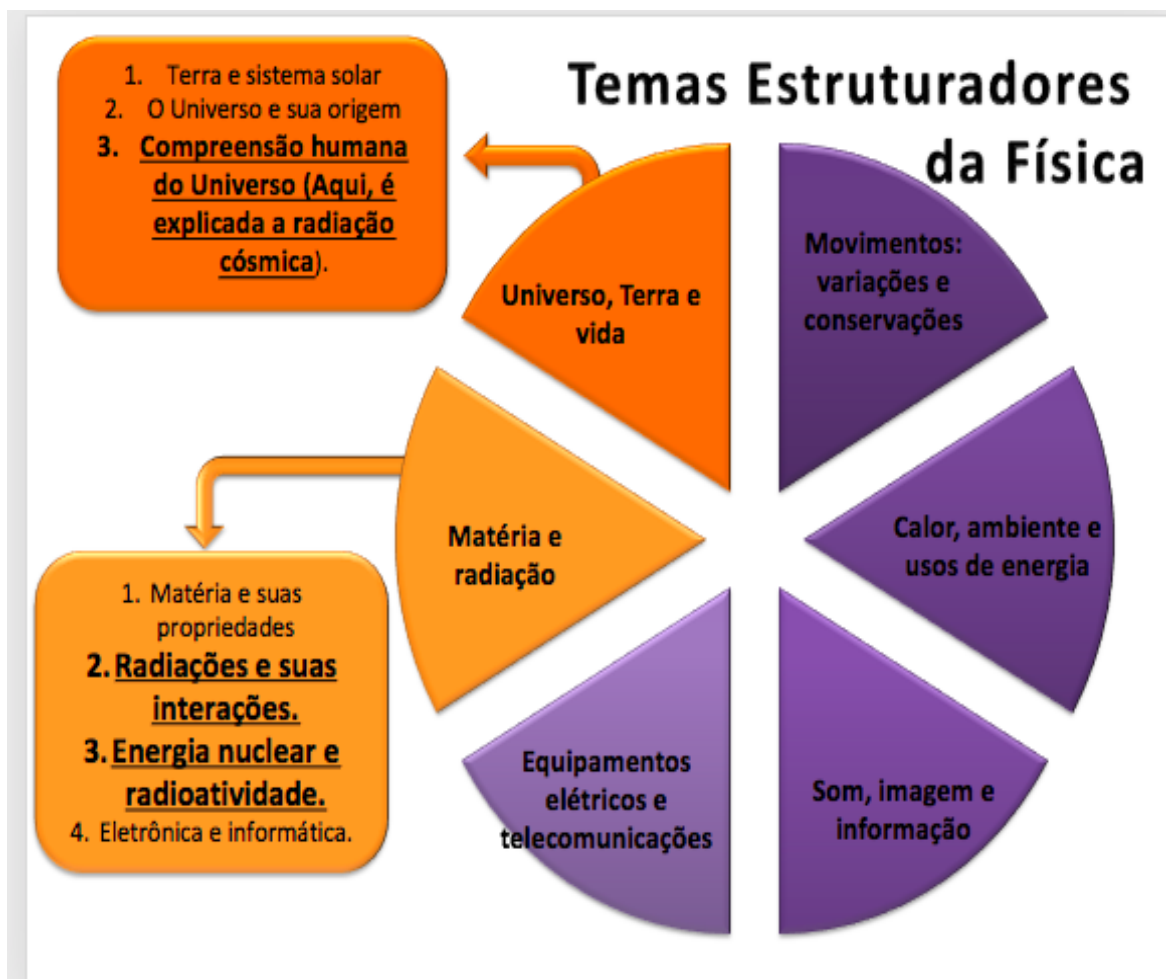 Temas Estruturadores
da Física
1. Terra e sistema solar
2. O Universo e sua origem
3. Compreensão humana
do Universo (Aqui, é
explicada a radiação
cósmica).
Universo, Terra e
vida
Movimentos:
variações e
conservações
Matéria e
radiação
Calor, ambiente e
usos de energia
1. Matéria e suas
propriedades
2. Radiações e suas
interações.
3. Energia nuclear e
radioatividade.
4. Eletrônica e informática.
Equipamentos
elétricos e
telecomunicações
Som, imagem e
informação